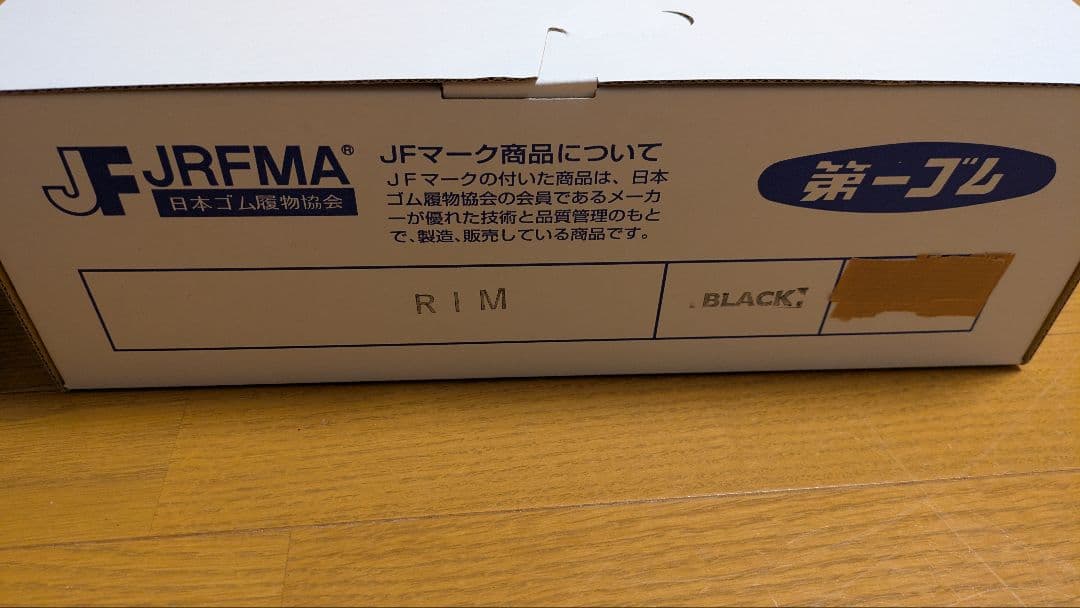 JF JRFMA®
日本ゴム履物協会
JFマーク商品について
JFマークの付いた商品は、日本
ゴム履物協会の会員であるメーカ
ーが優れた技術と品質管理のもと
で、製造、販売している商品です。
第一ゴム
RIM
BLACK